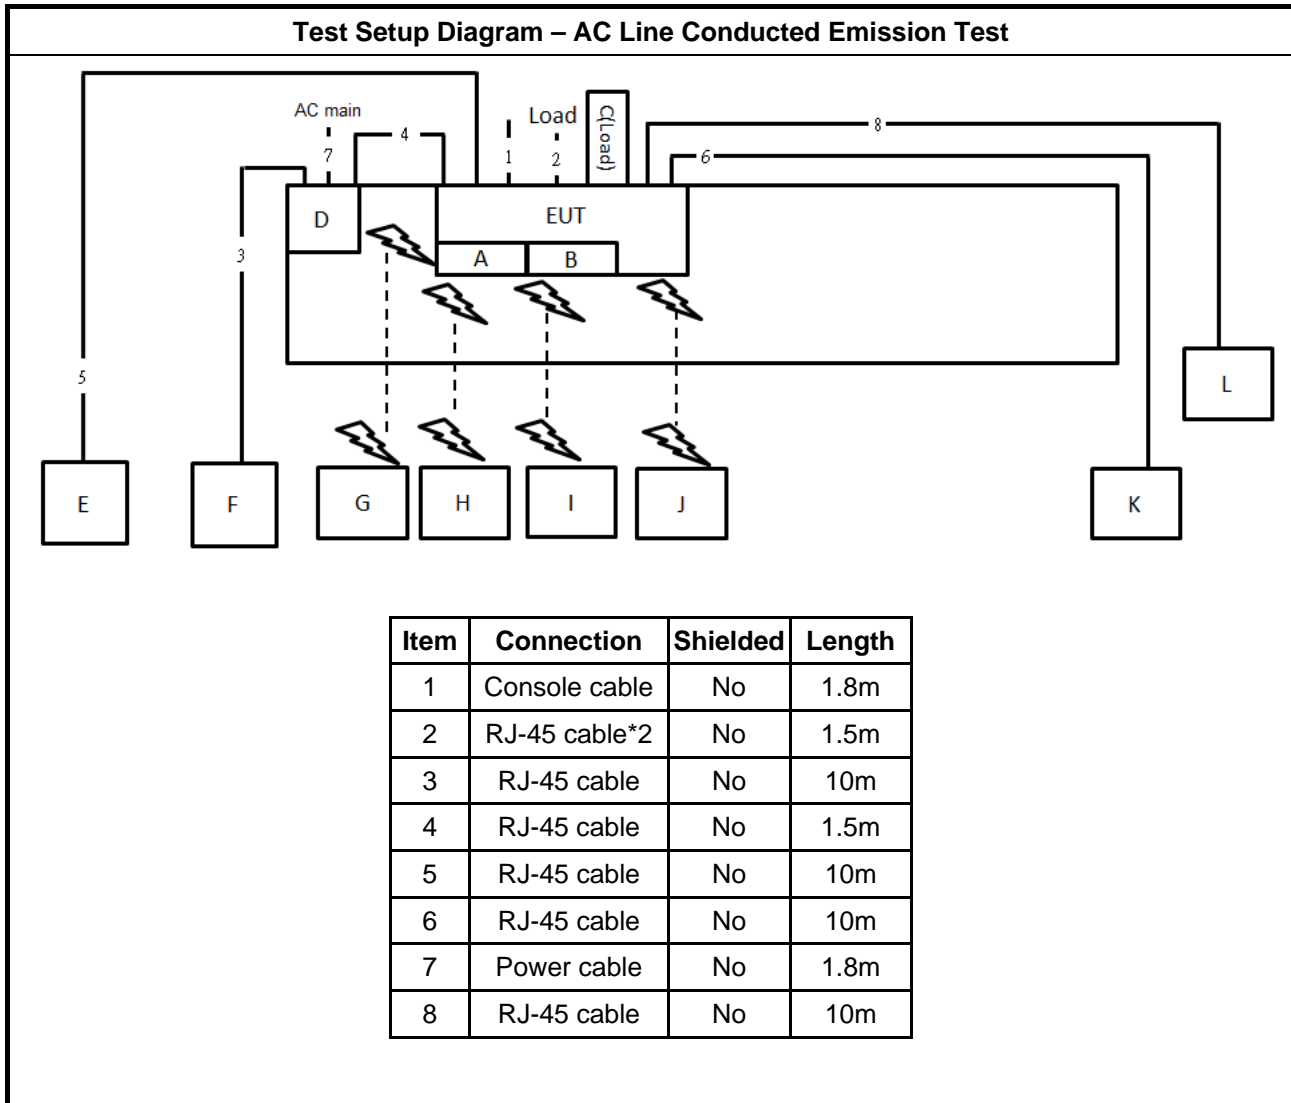 Test Setup Diagram – AC Line Conducted Emission Test
AC main
Load
C(Load)
4
8
7
1
2
6
D
EUT
3
A
B
5
L
E
F
G
H
I
J
K
Item Connection Shielded Length
1 Console cable No 1.8m
2 RJ-45 cable*2 No 1.5m
3 RJ-45 cable No 10m
4 RJ-45 cable No 1.5m
5 RJ-45 cable No 10m
6 RJ-45 cable No 10m
7 Power cable No 1.8m
8 RJ-45 cable No 10m